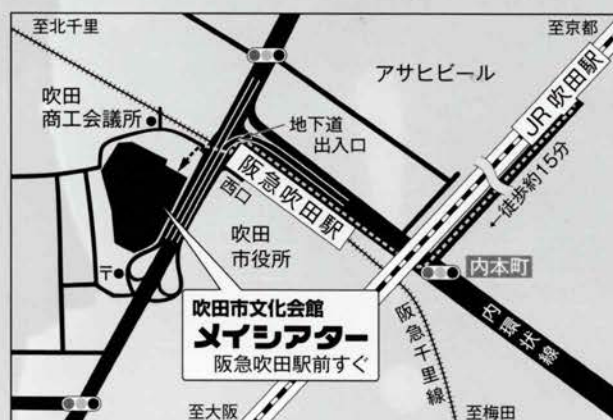 至北千里
至京都
アサヒビール
JR吹田駅
吹田
商工会議所
地下道
出入口
←徒歩約15分
阪急吹田駅
西口
吹田
市役所
内本町
〒
吹田市文化会館
メイシアター
阪急吹田駅前すぐ
阪急千里線
内環状線
至大阪
至梅田